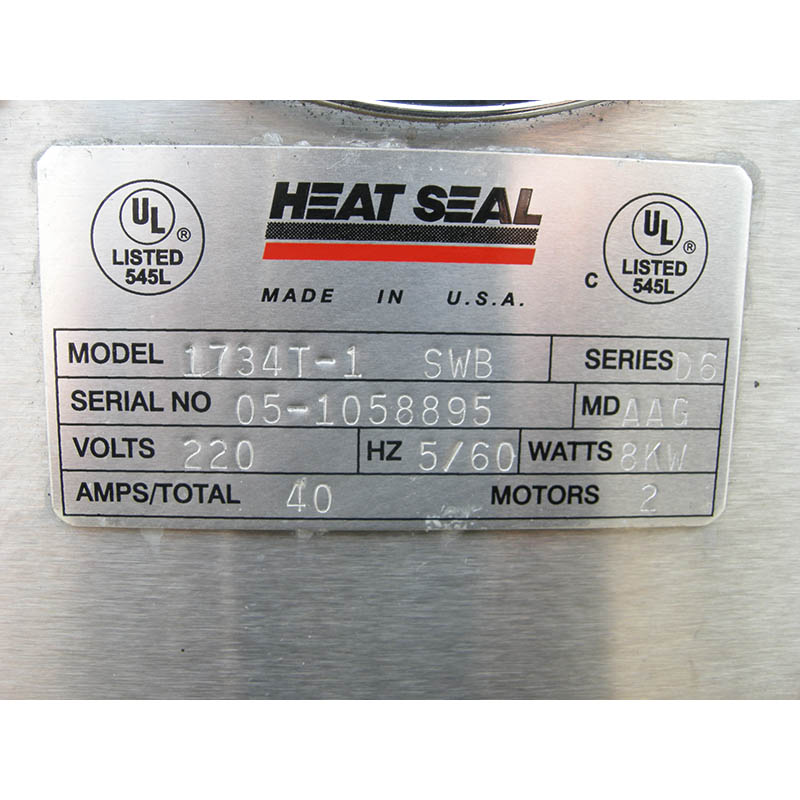 UL ® LISTED 545L
HEAT SEAL
C UL ® LISTED 545L
MADE IN U.S.A.
MODEL 1734T-1 SWB SERIES D6
SERIAL NO 05-1058895 MD AAG
VOLTS 220 HZ 5/60 WATTS 8KW
AMPS/TOTAL 40 MOTORS 2